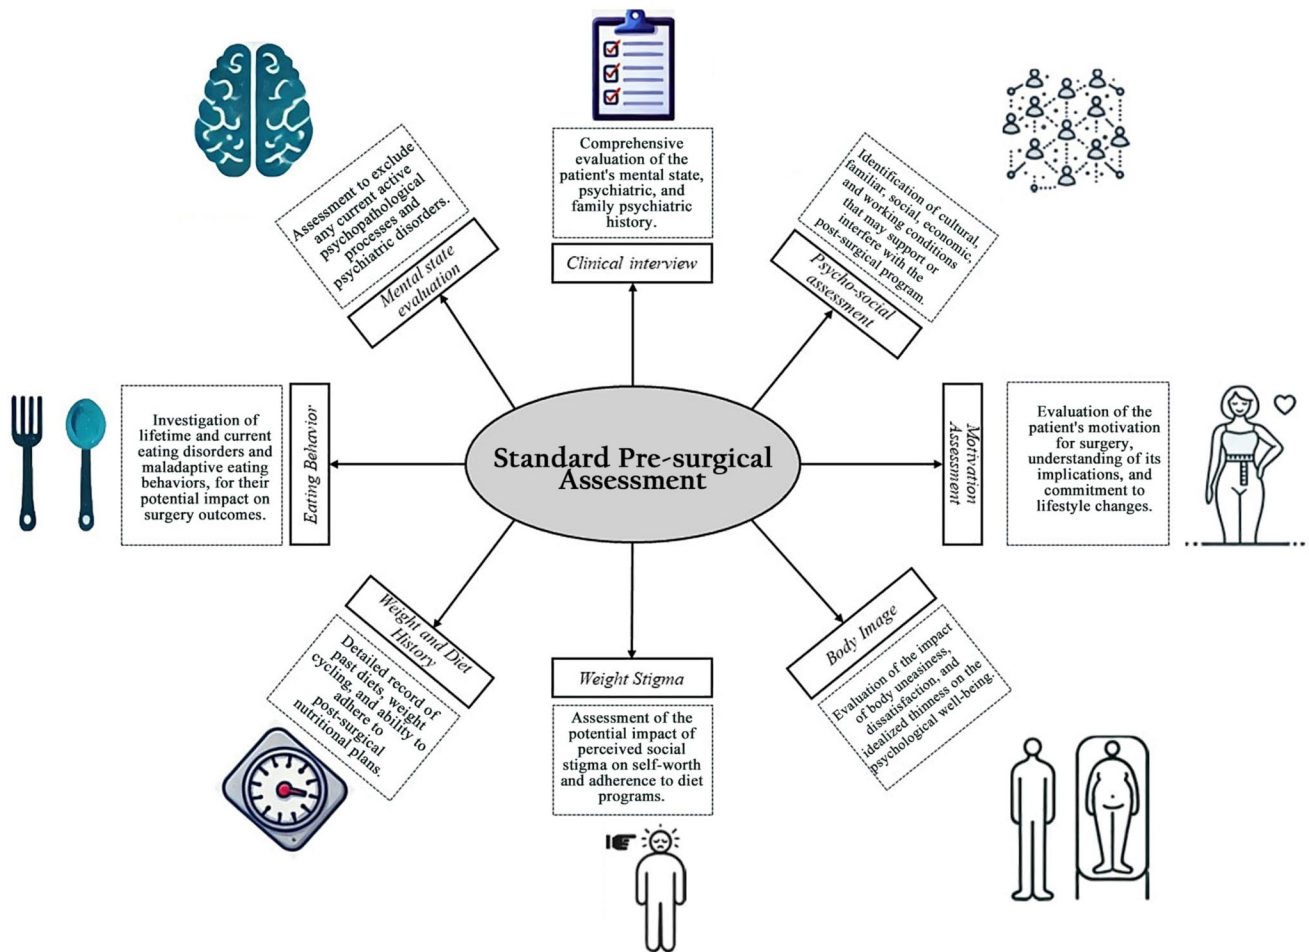 Standard Pre-surgical
Assessment
Comprehensive
evaluation of the
patient's mental state,
psychiatric, and
family psychiatric
history.
Clinical interview
Identification of cultural,
familiar, social, economic,
and working conditions
that may support or
interfere with the
post-surgical program.
Psycho-social
assessment
Evaluation of the
patient's motivation
for surgery,
understanding of its
implications, and
commitment to
lifestyle changes.
Motivation
Assessment
Body Image
Evaluation of the impact
of body uneasiness,
dissatisfaction, and
idealized thinness on the
psychological well-being.
Weight Stigma
Assessment of the
potential impact of
perceived social
stigma on self-worth
and adherence to diet
programs.
Weight and Diet
History
Detailed record of
past diets, weight
cycling, and ability to
adhere to
post-surgical
nutritional plans.
Eating Behavior
Investigation of
lifetime and current
eating disorders and
maladaptive eating
behaviors, for their
potential impact on
surgery outcomes.
Assessment to exclude
any current active
psychopathological
processes and
psychiatric disorders.
Mental state
evaluation